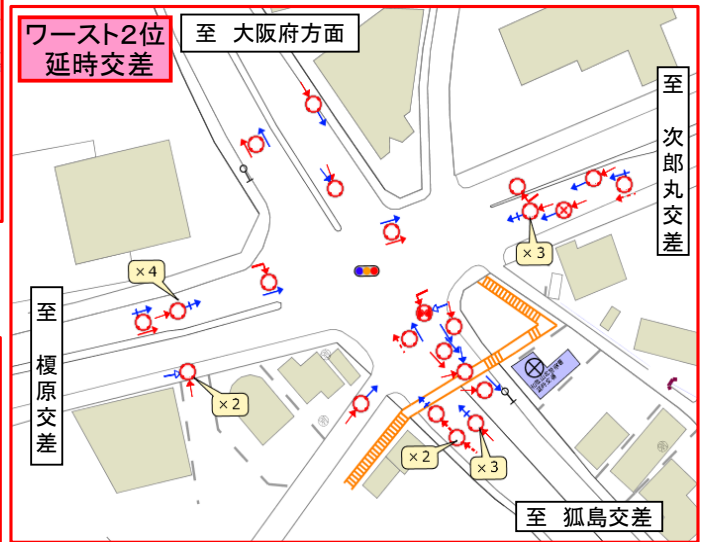 ワースト2位
延時交差
至 大阪府方面
至 次郎丸交差
×3
×4
至 榎原交差
×2
×2
×3
至 狐島交差